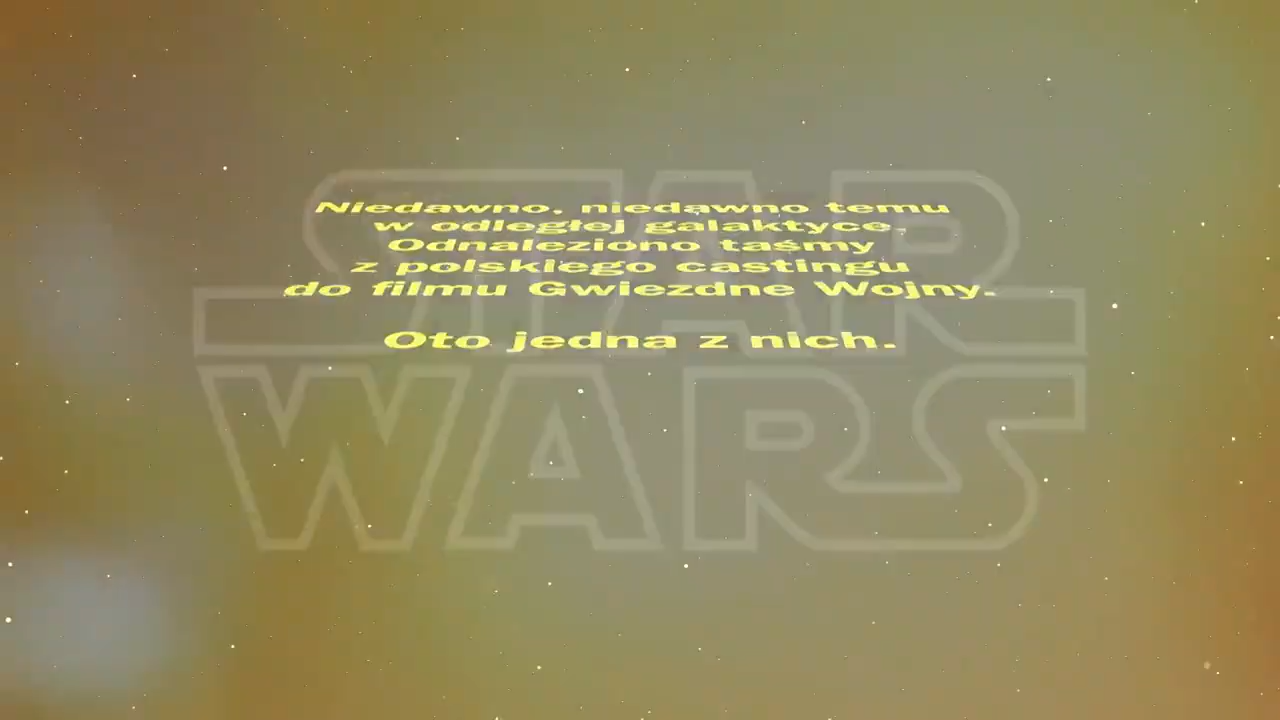 STAR
WARS
Niedawno, niedawno temu
w odległej galaktyce.
Odnaleziono taśmy
z polskiego castingu
do filmu Gwiezdne Wojny.
Oto jedna z nich.